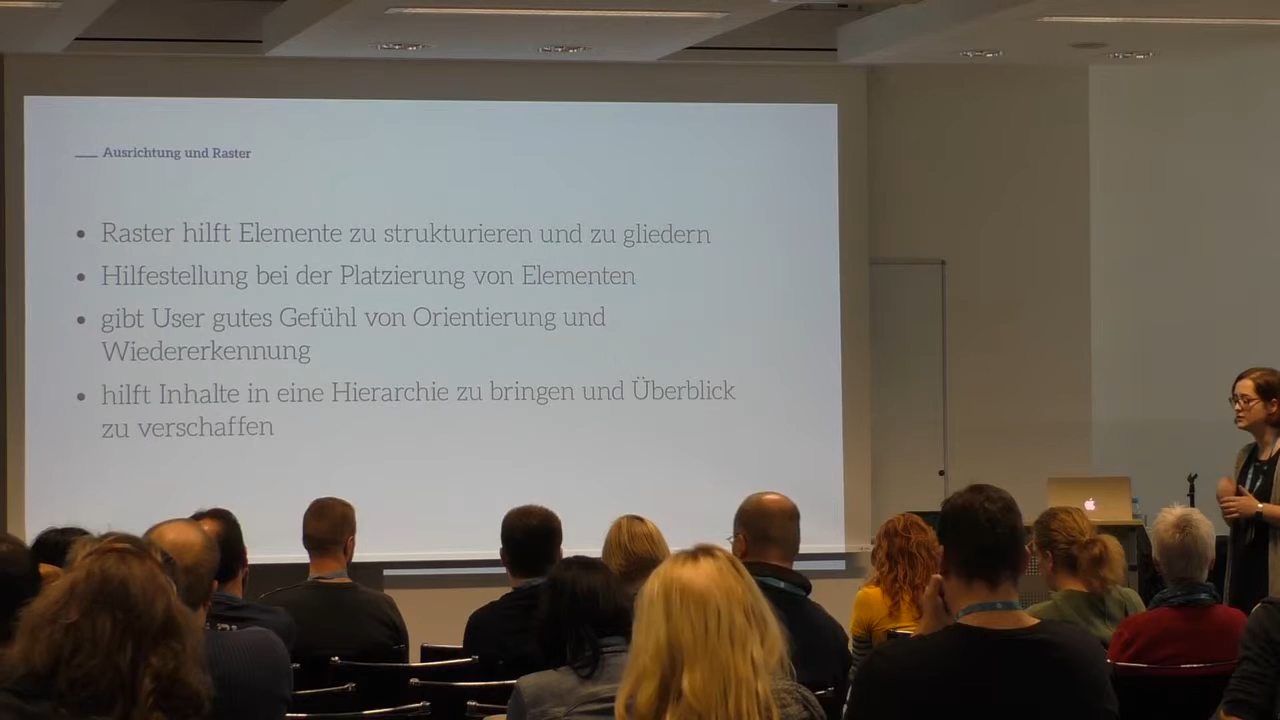 Ausrichtung und Raster
• Raster hilft Elemente zu strukturieren und zu gliedern
• Hilfestellung bei der Platzierung von Elementen
• gibt User gutes Gefühl von Orientierung und
Wiedererkennung
• hilft Inhalte in eine Hierarchie zu bringen und Überblick
zu verschaffen